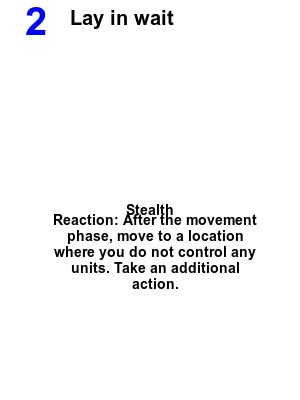 2 Lay in wait
Stealth
Reaction: After the movement
phase, move to a location
where you do not control any
units. Take an additional
action.